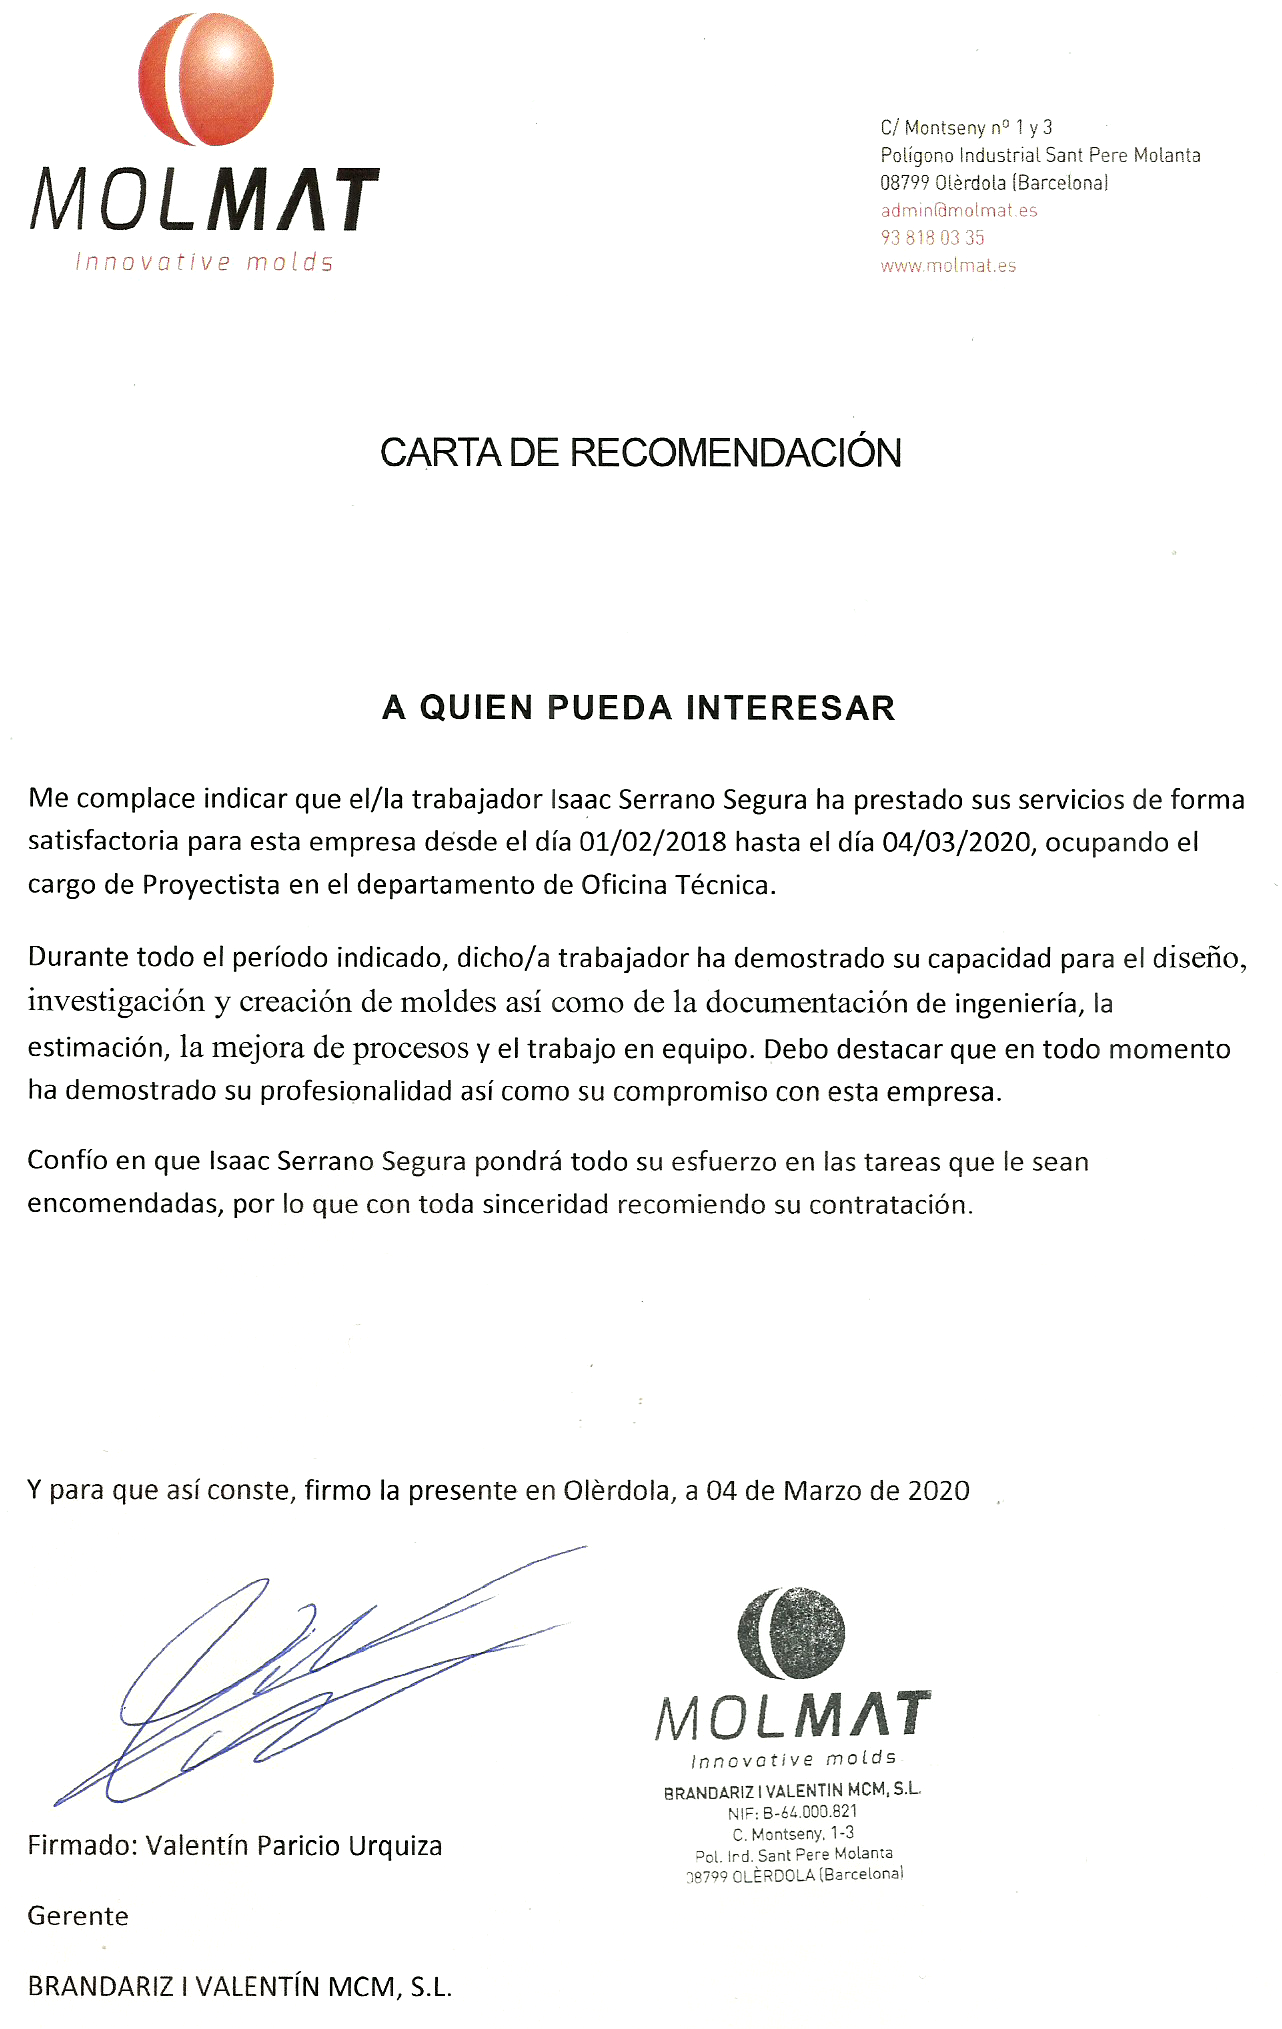 MOLMAT
Innovative molds
C/ Montseny nº 1 y 3
Polígono Industrial Sant Pere Molanta
08799 Olèrdola (Barcelona)
admin@molmat.es
93 818 03 35
www.molmat.es
CARTA DE RECOMENDACIÓN
A QUIEN PUEDA INTERESAR
Me complace indicar que el/la trabajador Isaac Serrano Segura ha prestado sus servicios de forma
satisfactoria para esta empresa desde el día 01/02/2018 hasta el día 04/03/2020, ocupando el
cargo de Proyectista en el departamento de Oficina Técnica.
Durante todo el período indicado, dicho/a trabajador ha demostrado su capacidad para el diseño,
investigación y creación de moldes así como de la documentación de ingeniería, la
estimación, la mejora de procesos y el trabajo en equipo. Debo destacar que en todo momento
ha demostrado su profesionalidad así como su compromiso con esta empresa.
Confío en que Isaac Serrano Segura pondrá todo su esfuerzo en las tareas que le sean
encomendadas, por lo que con toda sinceridad recomiendo su contratación.
Y para que así conste, firmo la presente en Olèrdola, a 04 de Marzo de 2020
MOLMAT
Innovative molds
BRANDARIZ I VALENTIN MCM, S.L.
NIF: B-64.000.821
C. Montseny, 1-3
Pol. Ind. Sant Pere Molanta
08799 OLÈRDOLA (Barcelona)
Firmado: Valentín Paricio Urquiza
Gerente
BRANDARIZ I VALENTÍN MCM, S.L.